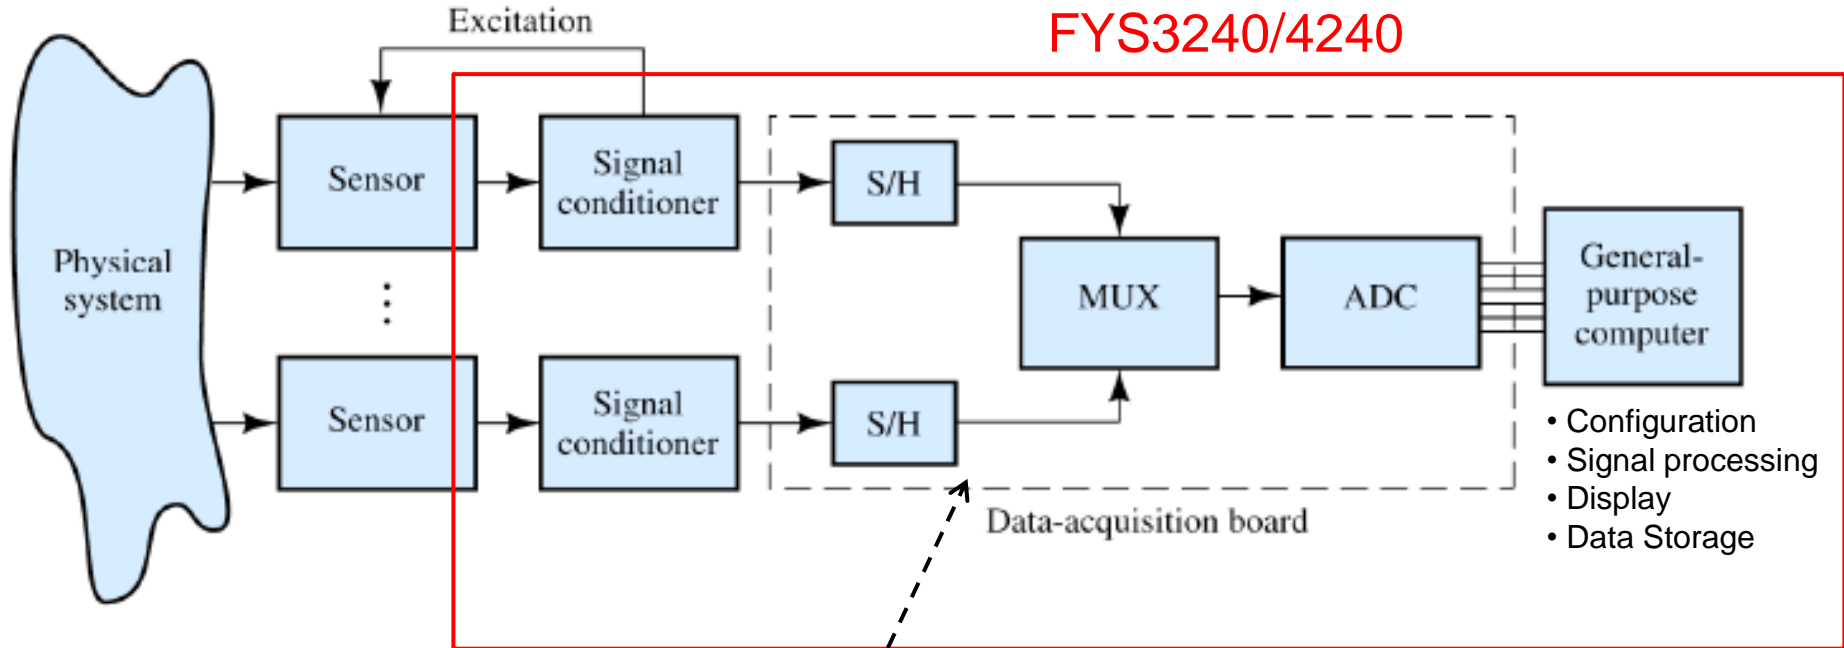 Excitation
FYS3240/4240
Physical
system
Sensor
Signal
conditioner
S/H
MUX
ADC
General-
purpose
computer
Sensor
Signal
conditioner
S/H
Data-acquisition board
• Configuration
• Signal processing
• Display
• Data Storage